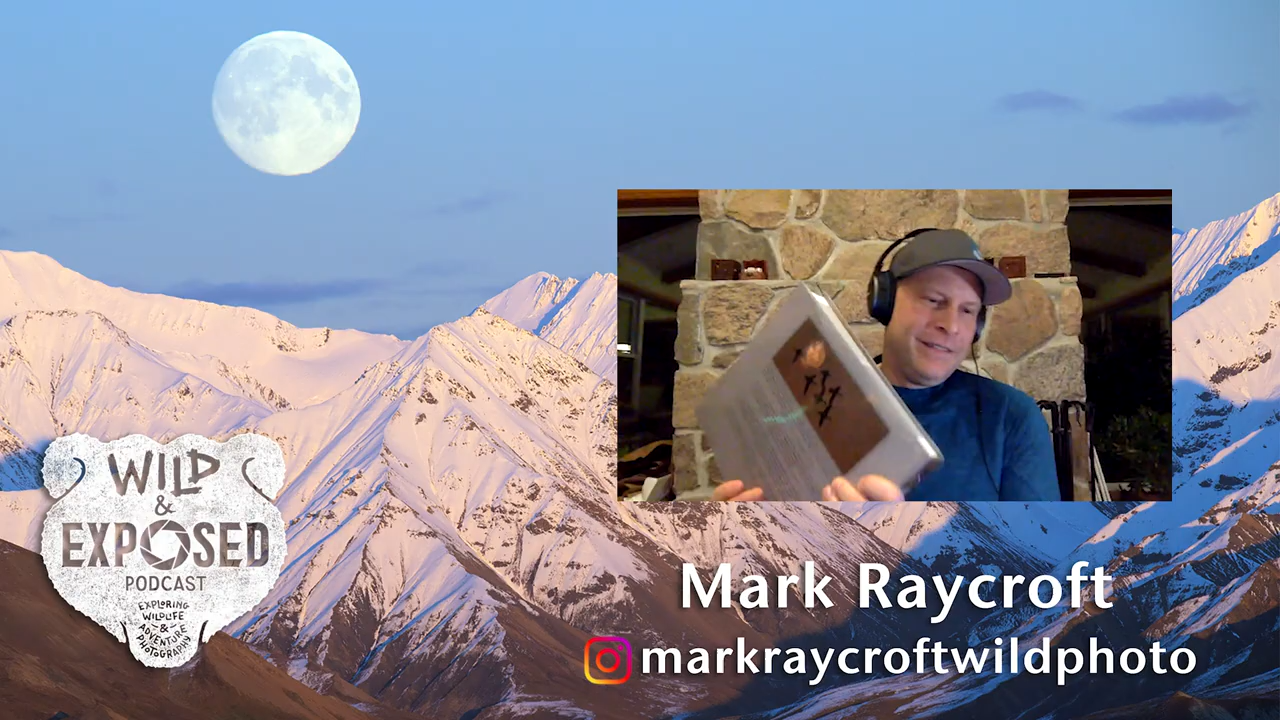 WILD
&
EXPOSED
PODCAST
EXPLORING
WILDLIFE
&
ADVENTURE
PHOTOGRAPHY
Mark Raycroft
markraycroftwildphoto